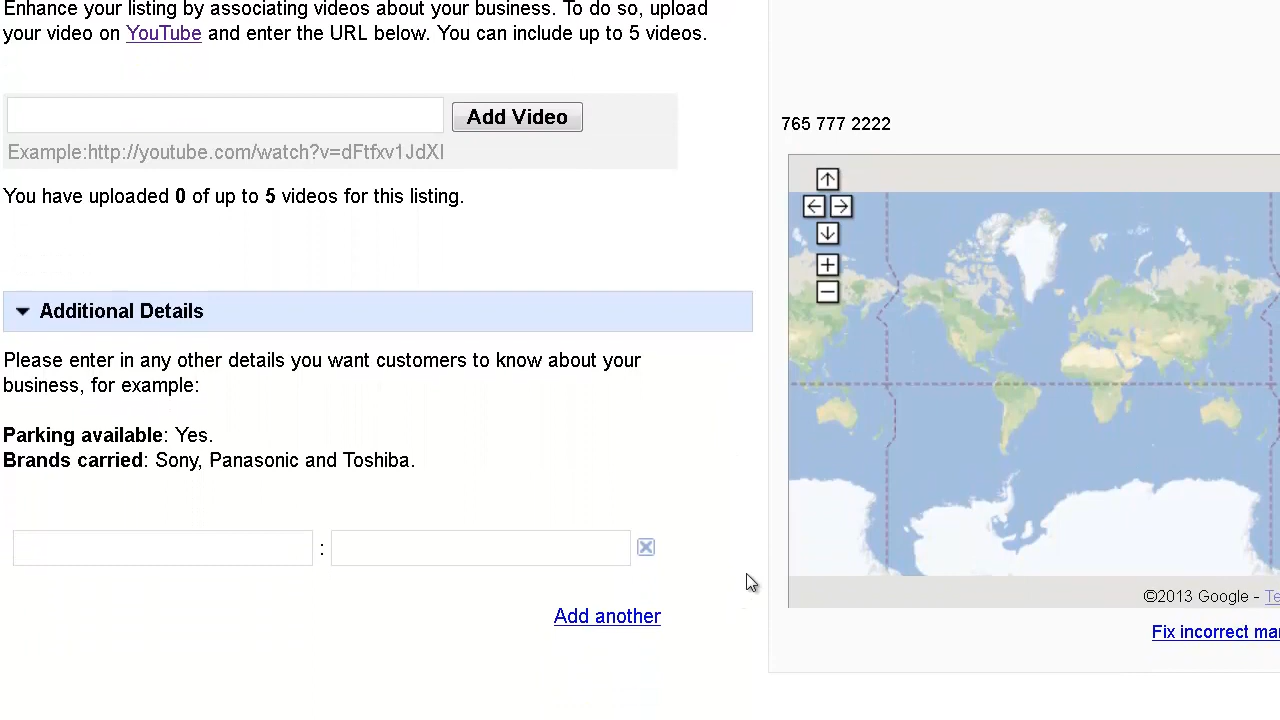 Enhance your listing by associating videos about your business. To do so, upload
your video on YouTube and enter the URL below. You can include up to 5 videos.
Add Video
Example:http://youtube.com/watch?v=dFtfxv1JdXI
You have uploaded 0 of up to 5 videos for this listing.
Additional Details
Please enter in any other details you want customers to know about your
business, for example:
Parking available: Yes.
Brands carried: Sony, Panasonic and Toshiba.
:
Add another
765 777 2222
©2013 Google - Te
Fix incorrect mar